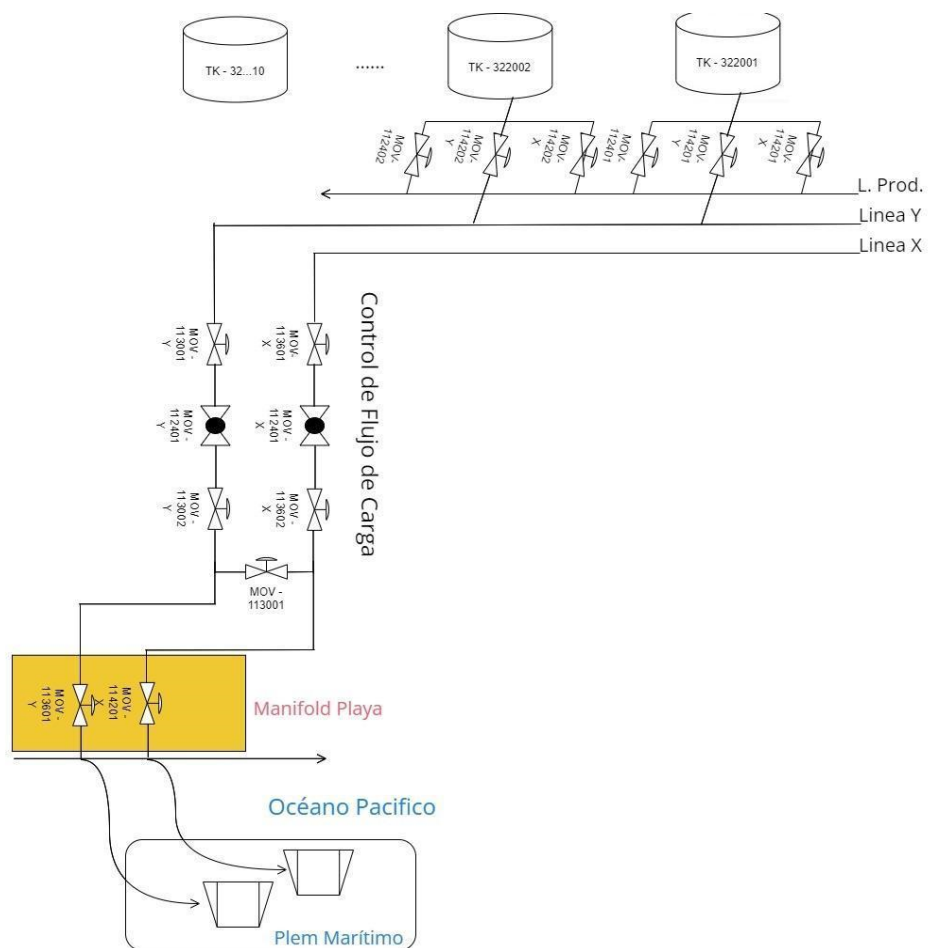 TK - 32...10
......
TK - 322002
TK - 322001
MOV-
112402
MOV-
114202
Y
MOV-
114202
X
MOV-
112401
MOV-
114201
Y
MOV-
114201
X
L. Prod.
Linea Y
Linea X
MOV -
113001
Y
MOV-
113601
X
Control de Flujo de Carga
MOV -
112401
Y
MOV -
112401
X
MOV -
113002
Y
MOV -
113602
X
MOV -
113001
MOV -
113601
Y
MOV -
114201
X
Manifold Playa
Océano Pacifico
Plem Marítimo